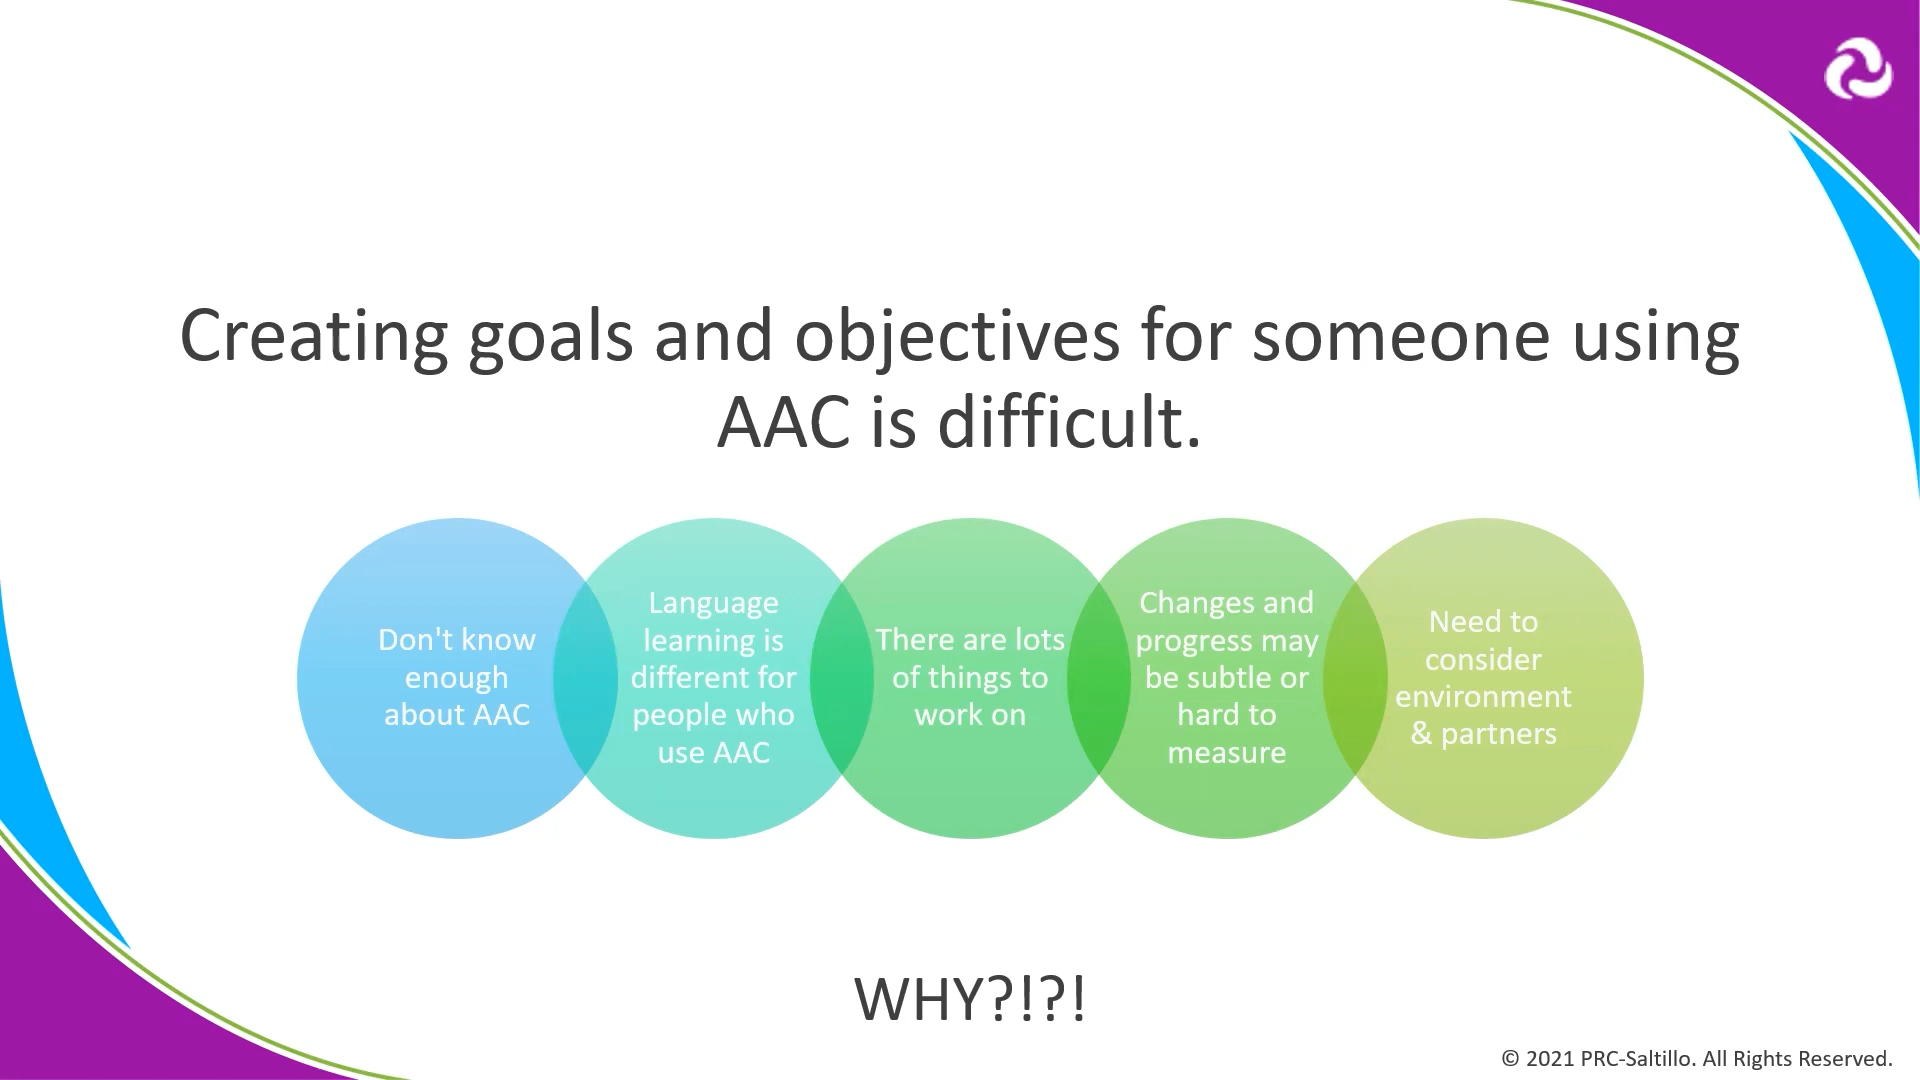 Creating goals and objectives for someone using
AAC is difficult.
Don't know
enough
about AAC
Language
learning is
different for
people who
use AAC
There are lots
of things to
work on
Changes and
progress may
be subtle or
hard to
measure
Need to
consider
environment
& partners
WHY?!?!
© 2021 PRC-Saltillo. All Rights Reserved.